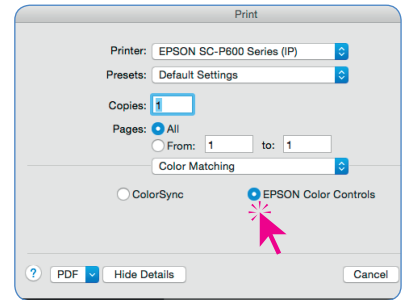 Print
Printer: EPSON SC-P600 Series (IP)
Presets: Default Settings
Copies: 1
Pages: All
From: 1 to: 1
Color Matching
ColorSync EPSON Color Controls
? PDF Hide Details Cancel